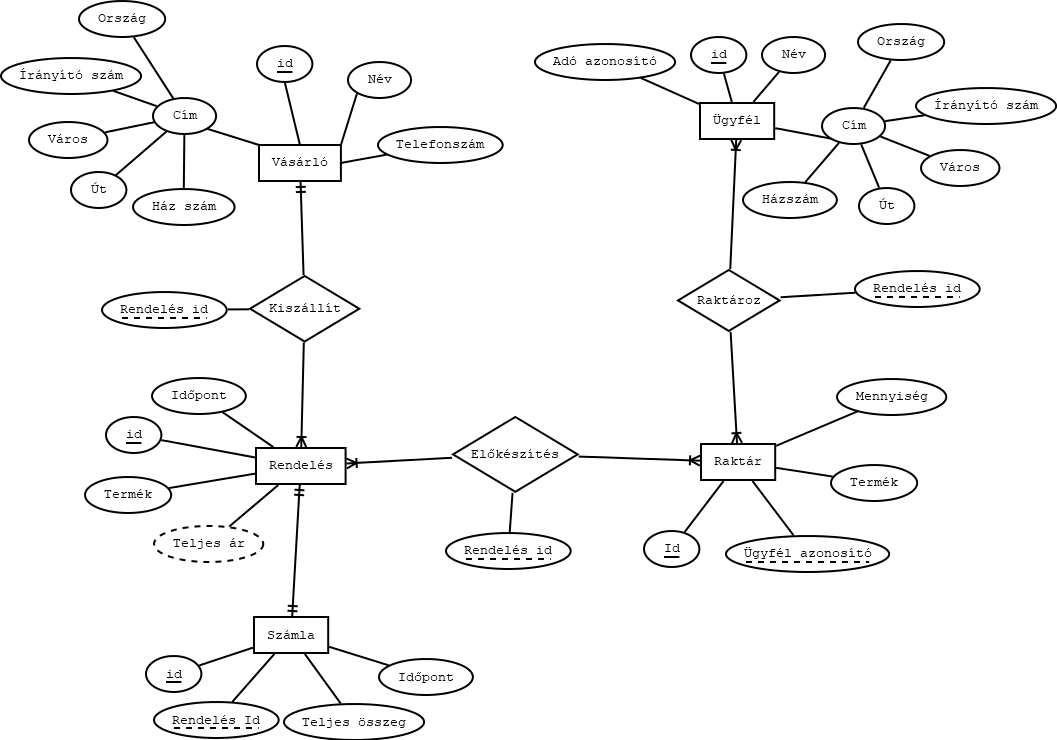 Ország
Írányító szám
Cím
Város
Út
Ház szám
id
Név
Telefonszám
Vásárló
Adó azonosító
id
Név
Ország
Írányító szám
Ügyfél
Cím
Város
Házszám
Út
Rendelés id
Kiszállít
Raktároz
Rendelés id
Időpont
id
Rendelés
Termék
Teljes ár
Előkészítés
Rendelés id
Mennyiség
Raktár
Termék
Id
Ügyfél azonosító
Számla
id
Időpont
Rendelés Id
Teljes összeg